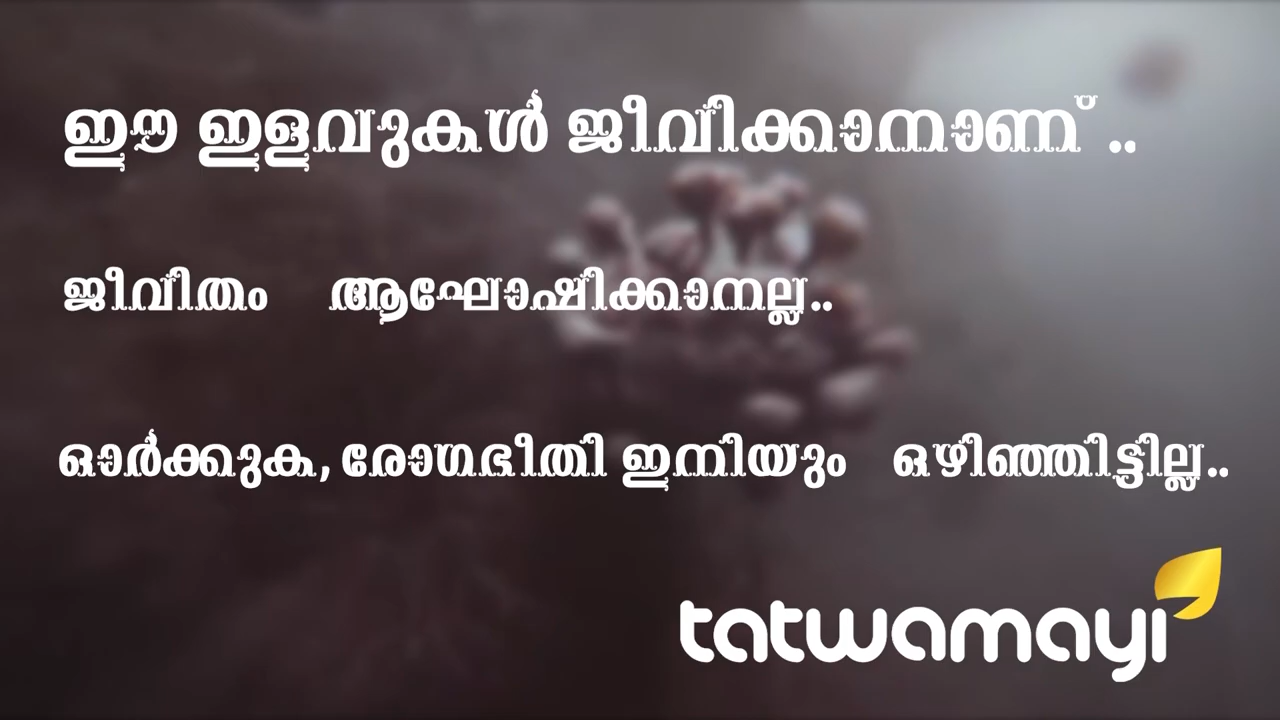 ഈ ഇളവുകൾ ജീവിക്കാനാണ് ..
ജീവിതം ആഘോഷിക്കാനല്ല..
ഓർക്കുക, രോഗഭീതി ഇനിയും ഒഴിഞ്ഞിട്ടില്ല..
tatwamayi